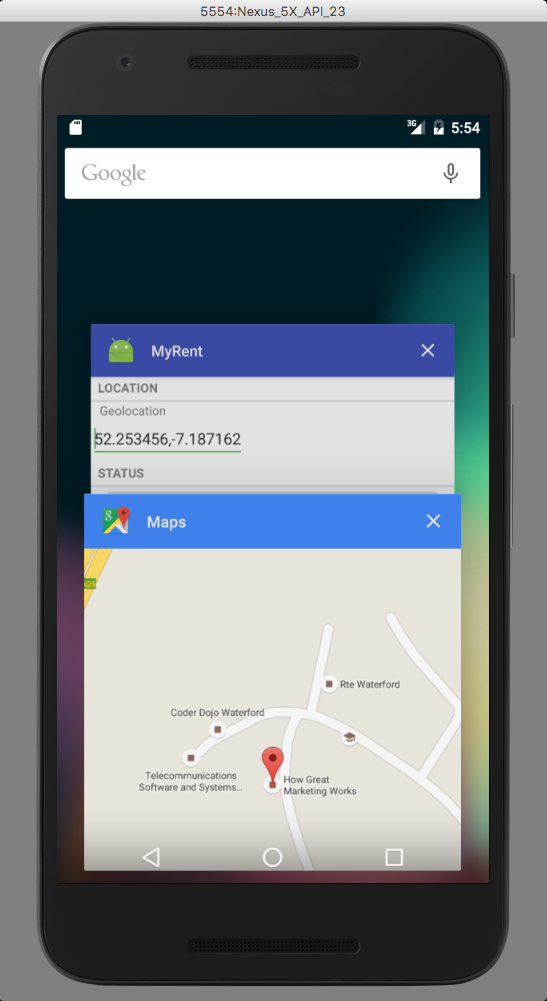 5554:Nexus_5X_API_23
3G 5:54
Google
MyRent
LOCATION
Geolocation
52.253456,-7.187162
STATUS
g
Maps
Rte Waterford
Coder Dojo Waterford
Telecommunications
Software and Systems...
How Great
Marketing Works